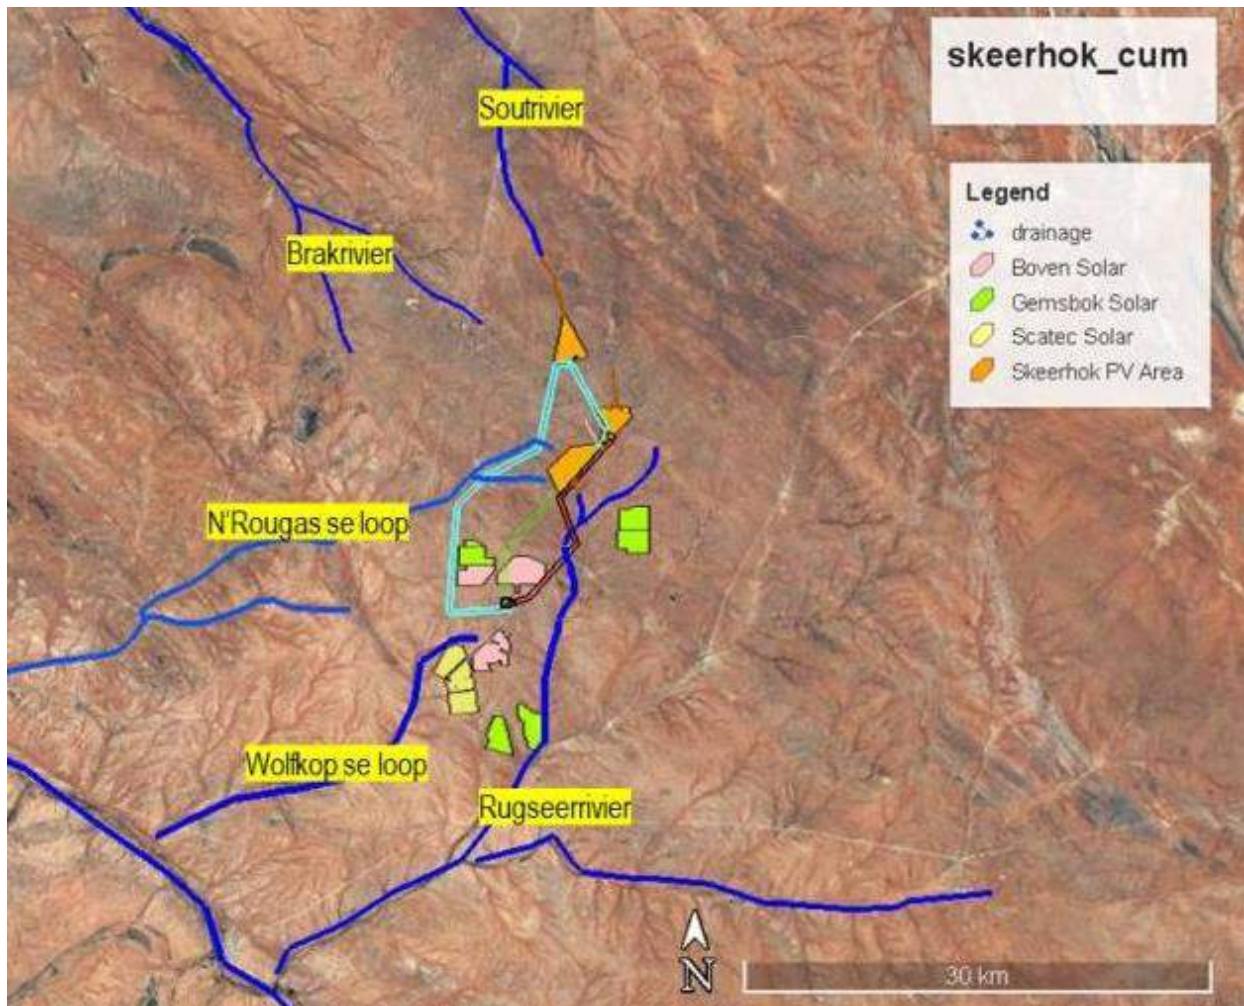 skeerhok_cum
Soutrivier
Legend
drainage
Boven Solar
Gemsbok Solar
Scatec Solar
Skeerhok PV Area
Brakrivier
N'Rougas se loop
Wolfkop se loop
Rugseerrivier
N
30 km